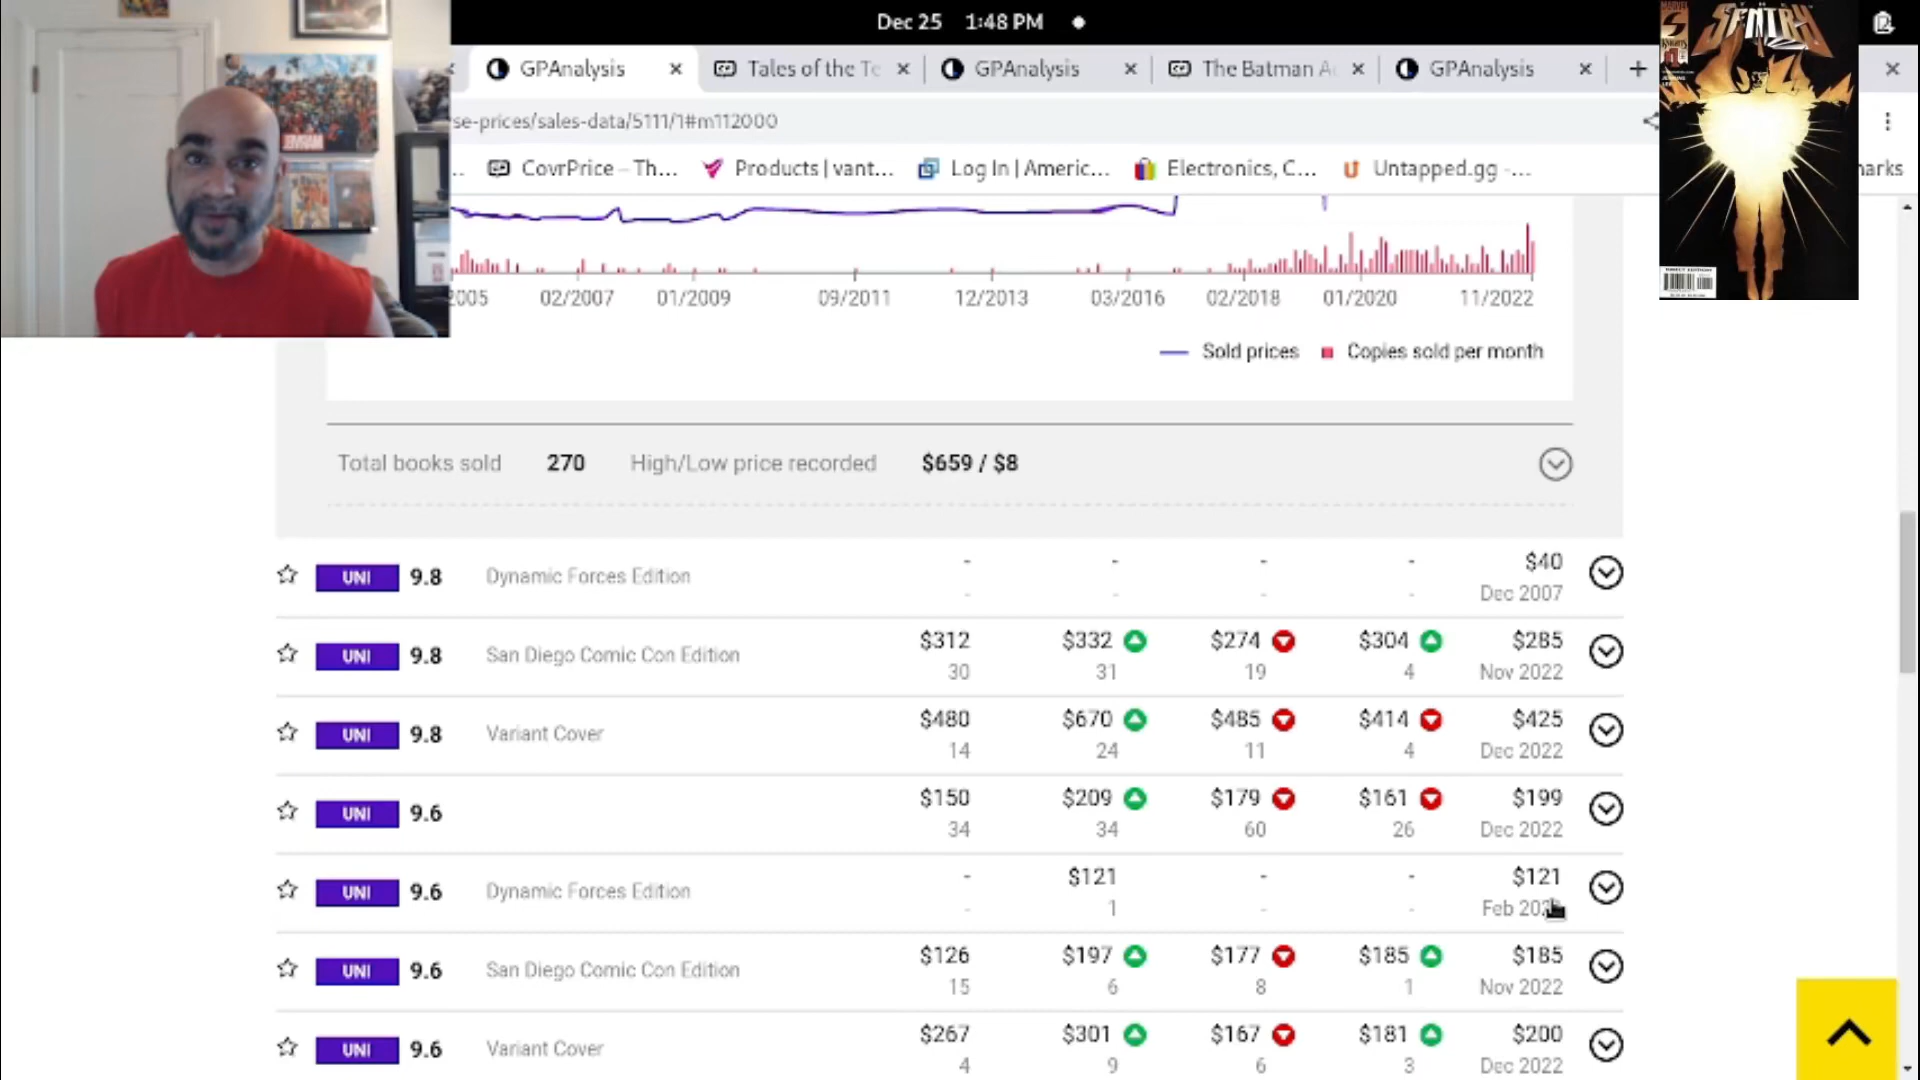 Dec 25 1:48 PM
GPAnalysis
Tales of the Te
GPAnalysis
The Batman A
GPAnalysis
se-prices/sales-data/5111/1#m112000
CovrPrice – Th...
Products | vant...
Log In | Americ...
Electronics, C...
Untapped.gg -...
marks
SENTRY
2005 02/2007 01/2009 09/2011 12/2013 03/2016 02/2018 01/2020 11/2022
Sold prices Copies sold per month
Total books sold 270 High/Low price recorded $659 / $8
UNI 9.8 Dynamic Forces Edition - - - - $40
- - - - Dec 2007
UNI 9.8 San Diego Comic Con Edition $312 $332 $274 $304 $285
30 31 19 4 Nov 2022
UNI 9.8 Variant Cover $480 $670 $485 $414 $425
14 24 11 4 Dec 2022
UNI 9.6 $150 $209 $179 $161 $199
34 34 60 26 Dec 2022
UNI 9.6 Dynamic Forces Edition - $121 - - $121
- 1 - - Feb
UNI 9.6 San Diego Comic Con Edition $126 $197 $177 $185 $185
15 6 8 1 Nov 2022
UNI 9.6 Variant Cover $267 $301 $167 $181 $200
4 9 6 3 Dec 2022